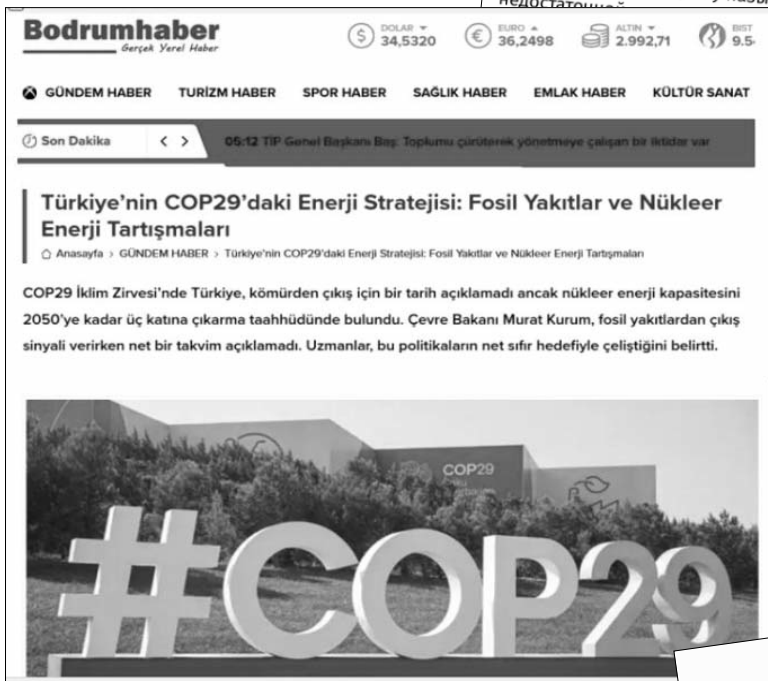 недостаточной
Bodrumhaber
Gerçek Yerel Haber
DOLAR
34,5320
EURO
36,2498
ALTIN
2.992,71
BIST
9.5
GÜNDEM HABER TURİZM HABER SPOR HABER SAĞLIK HABER EMLAK HABER KÜLTÜR SANAT
Son Dakika
05:12 TİP Genel Başkanı Baş: Toplumu çürüterek yönetmeye çalışan bir iktidar var
Türkiye’nin COP29’daki Enerji Stratejisi: Fosil Yakıtlar ve Nükleer
Enerji Tartışmaları
Anasayfa > GÜNDEM HABER > Türkiye’nin COP29’daki Enerji Stratejisi: Fosil Yakıtlar ve Nükleer Enerji Tartışmaları
COP29 İklim Zirvesi’nde Türkiye, kömürden çıkış için bir tarih açıklamadı ancak nükleer enerji kapasitesini
2050’ye kadar üç katına çıkarma taahhüdünde bulundu. Çevre Bakanı Murat Kurum, fosil yakıtlardan çıkış
sinyali verirken net bir takvim açıklamadı. Uzmanlar, bu politikaların net sıfır hedefiyle çeliştiğini belirtti.
COP29
#COP29